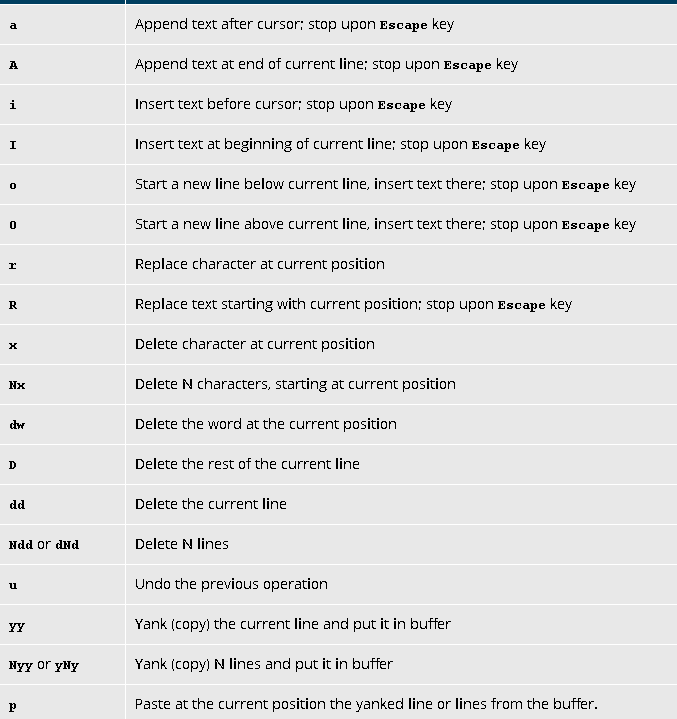 a Append text after cursor; stop upon Escape key
A Append text at end of current line; stop upon Escape key
i Insert text before cursor; stop upon Escape key
I Insert text at beginning of current line; stop upon Escape key
o Start a new line below current line, insert text there; stop upon Escape key
O Start a new line above current line, insert text there; stop upon Escape key
r Replace character at current position
R Replace text starting with current position; stop upon Escape key
x Delete character at current position
Nx Delete N characters, starting at current position
dw Delete the word at the current position
D Delete the rest of the current line
dd Delete the current line
Ndd or dNd Delete N lines
u Undo the previous operation
yy Yank (copy) the current line and put it in buffer
Nyy or yNy Yank (copy) N lines and put it in buffer
p Paste at the current position the yanked line or lines from the buffer.